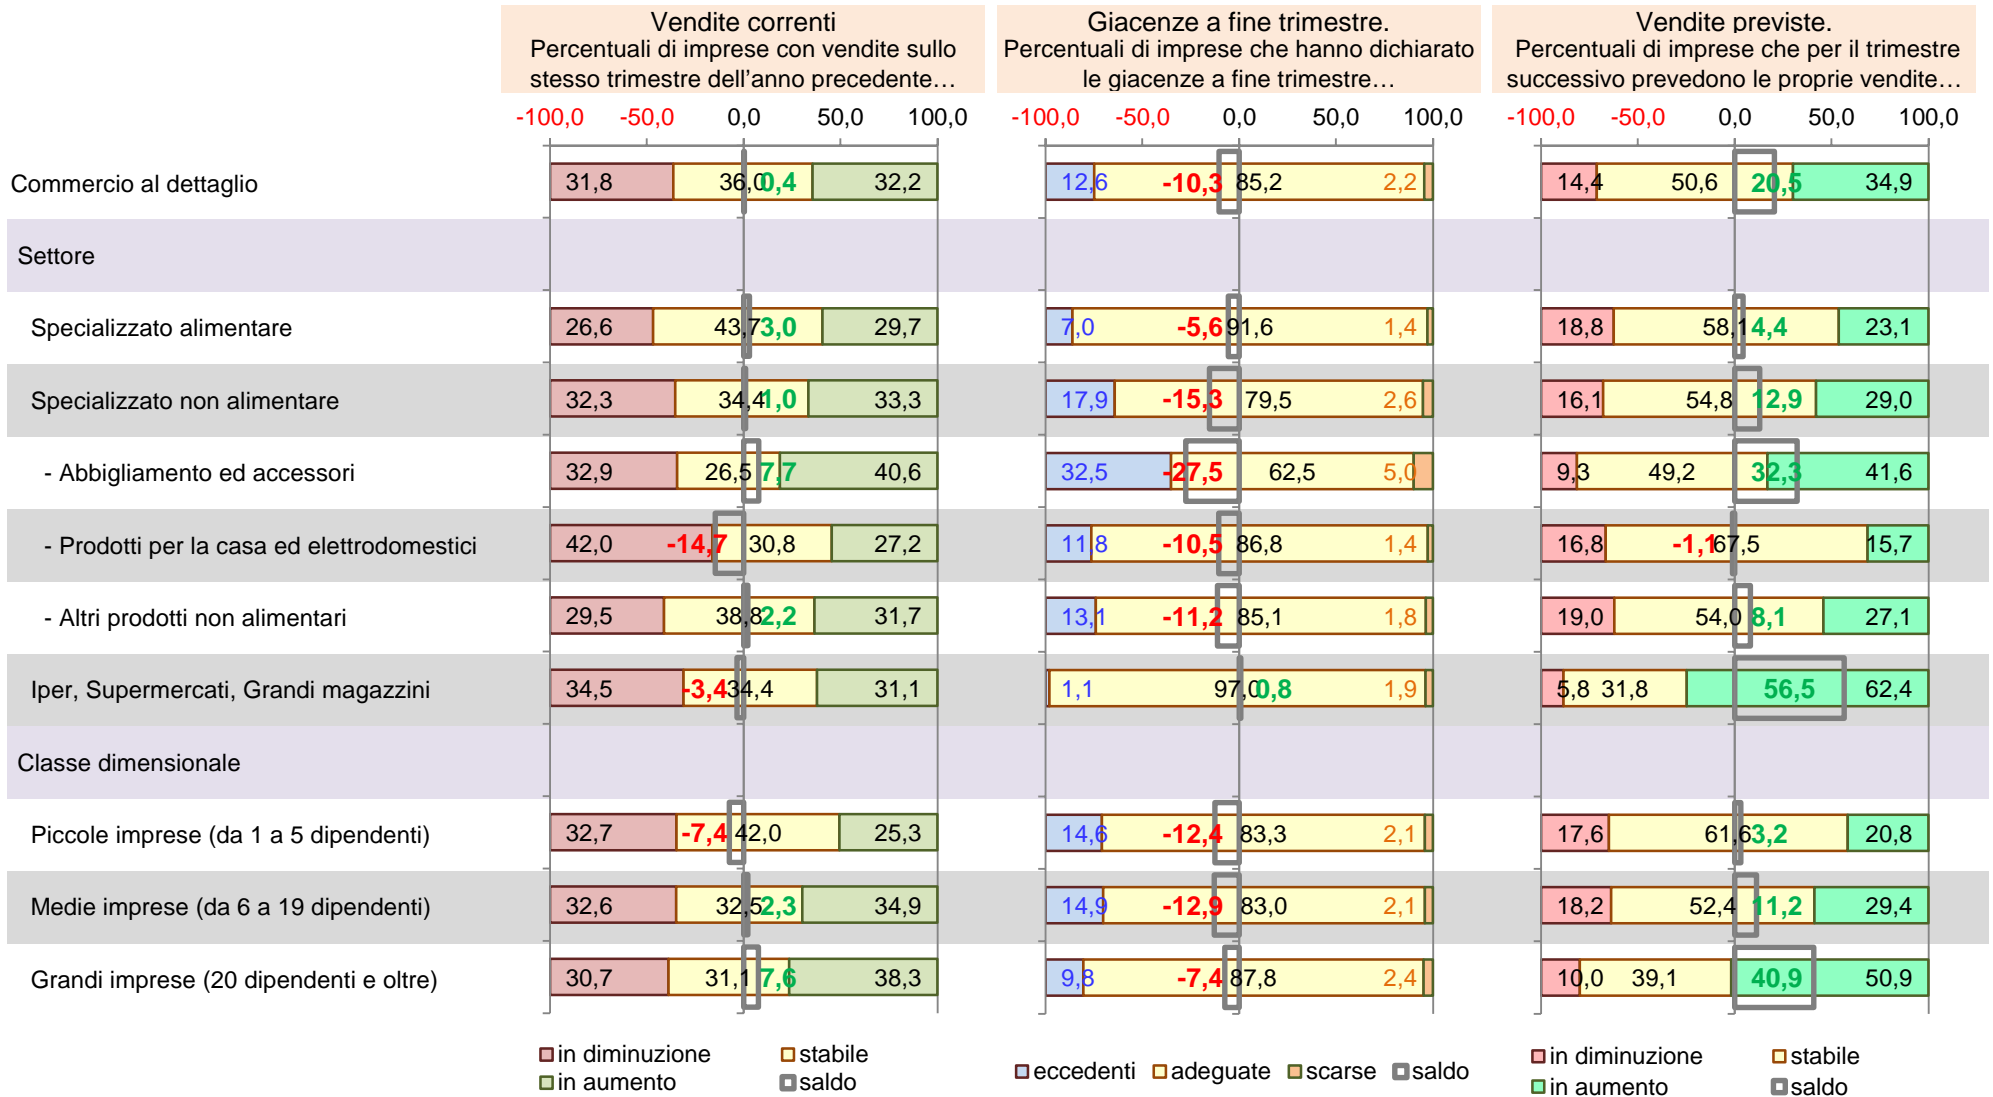 Vendite correnti
Percentuali di imprese con vendite sullo
stesso trimestre dell'anno precedente…
Giacenze a fine trimestre.
Percentuali di imprese che hanno dichiarato
le giacenze a fine trimestre…
Vendite previste.
Percentuali di imprese che per il trimestre
successivo prevedono le proprie vendite…
-100,0 -50,0 0,0 50,0 100,0 -100,0 -50,0 0,0 50,0 100,0 -100,0 -50,0 0,0 50,0 100,0
Commercio al dettaglio 31,8 36,0 0,4 32,2 12,6 -10,3 85,2 2,2 14,4 50,6 20,5 34,9
Settore
Specializzato alimentare 26,6 43,7 3,0 29,7 7,0 -5,6 91,6 1,4 18,8 58,1 4,4 23,1
Specializzato non alimentare 32,3 34,4 1,0 33,3 17,9 -15,3 79,5 2,6 16,1 54,8 12,9 29,0
- Abbigliamento ed accessori 32,9 26,5 7,7 40,6 32,5 -27,5 62,5 5,0 9,3 49,2 32,3 41,6
- Prodotti per la casa ed elettrodomestici 42,0 -14,7 30,8 27,2 11,8 -10,5 86,8 1,4 16,8 -1,1 67,5 15,7
- Altri prodotti non alimentari 29,5 38,8 2,2 31,7 13,1 -11,2 85,1 1,8 19,0 54,0 8,1 27,1
Iper, Supermercati, Grandi magazzini 34,5 -3,4 34,4 31,1 1,1 97,0 0,8 1,9 5,8 31,8 56,5 62,4
Classe dimensionale
Piccole imprese (da 1 a 5 dipendenti) 32,7 -7,4 42,0 25,3 14,6 -12,4 83,3 2,1 17,6 61,6 3,2 20,8
Medie imprese (da 6 a 19 dipendenti) 32,6 32,5 2,3 34,9 14,9 -12,9 83,0 2,1 18,2 52,4 11,2 29,4
Grandi imprese (20 dipendenti e oltre) 30,7 31,1 7,6 38,3 9,8 -7,4 87,8 2,4 10,0 39,1 40,9 50,9
in diminuzione stabile
in aumento saldo
eccedenti adeguate scarse saldo
in diminuzione stabile
in aumento saldo